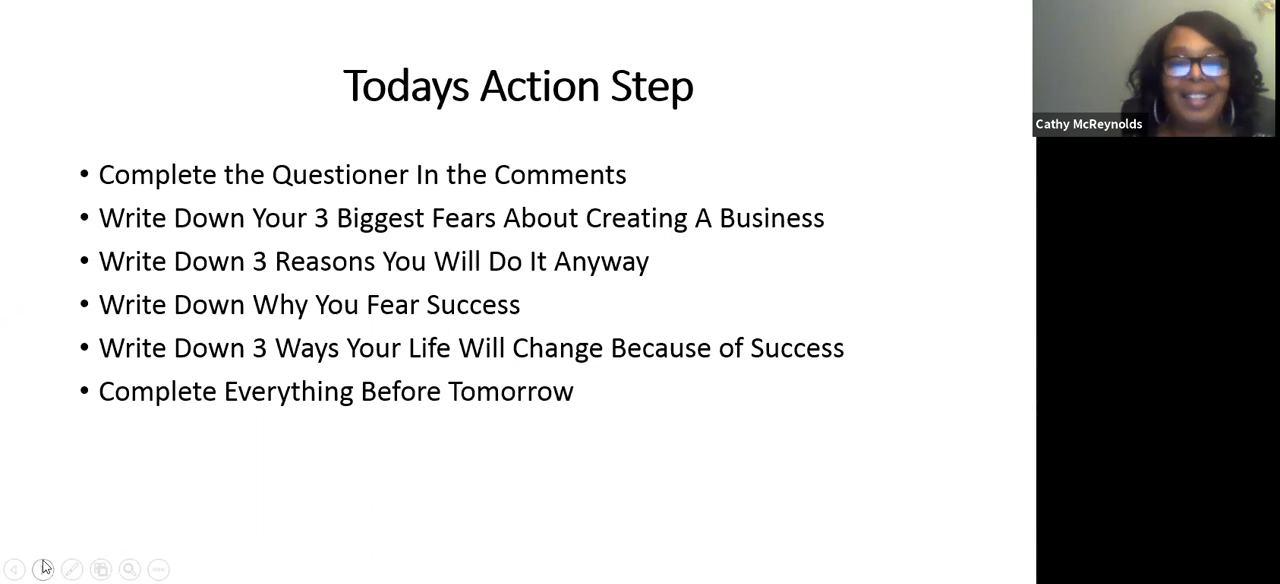 Todays Action Step
Cathy McReynolds
• Complete the Questioner In the Comments
• Write Down Your 3 Biggest Fears About Creating A Business
• Write Down 3 Reasons You Will Do It Anyway
• Write Down Why You Fear Success
• Write Down 3 Ways Your Life Will Change Because of Success
• Complete Everything Before Tomorrow